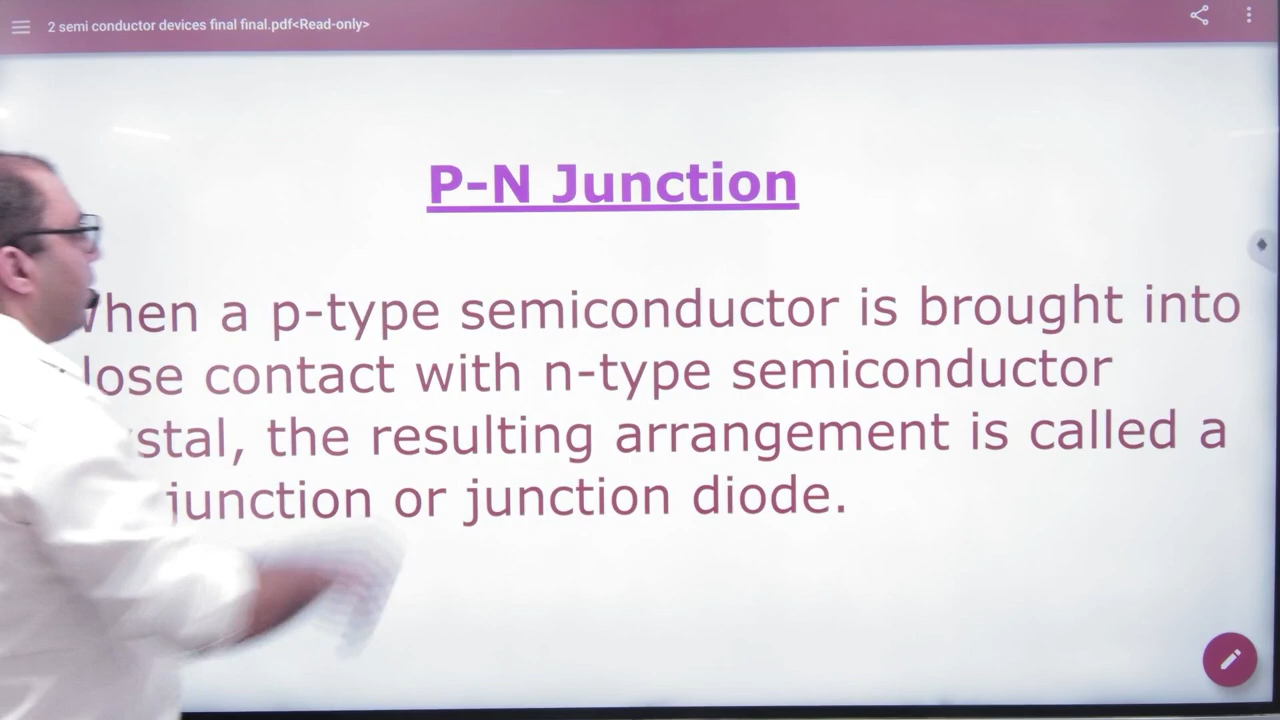 2 semi conductor devices final final.pdf<Read-only>
P-N Junction
When a p-type semiconductor is brought into
lose contact with n-type semiconductor
stal, the resulting arrangement is called a
junction or junction diode.